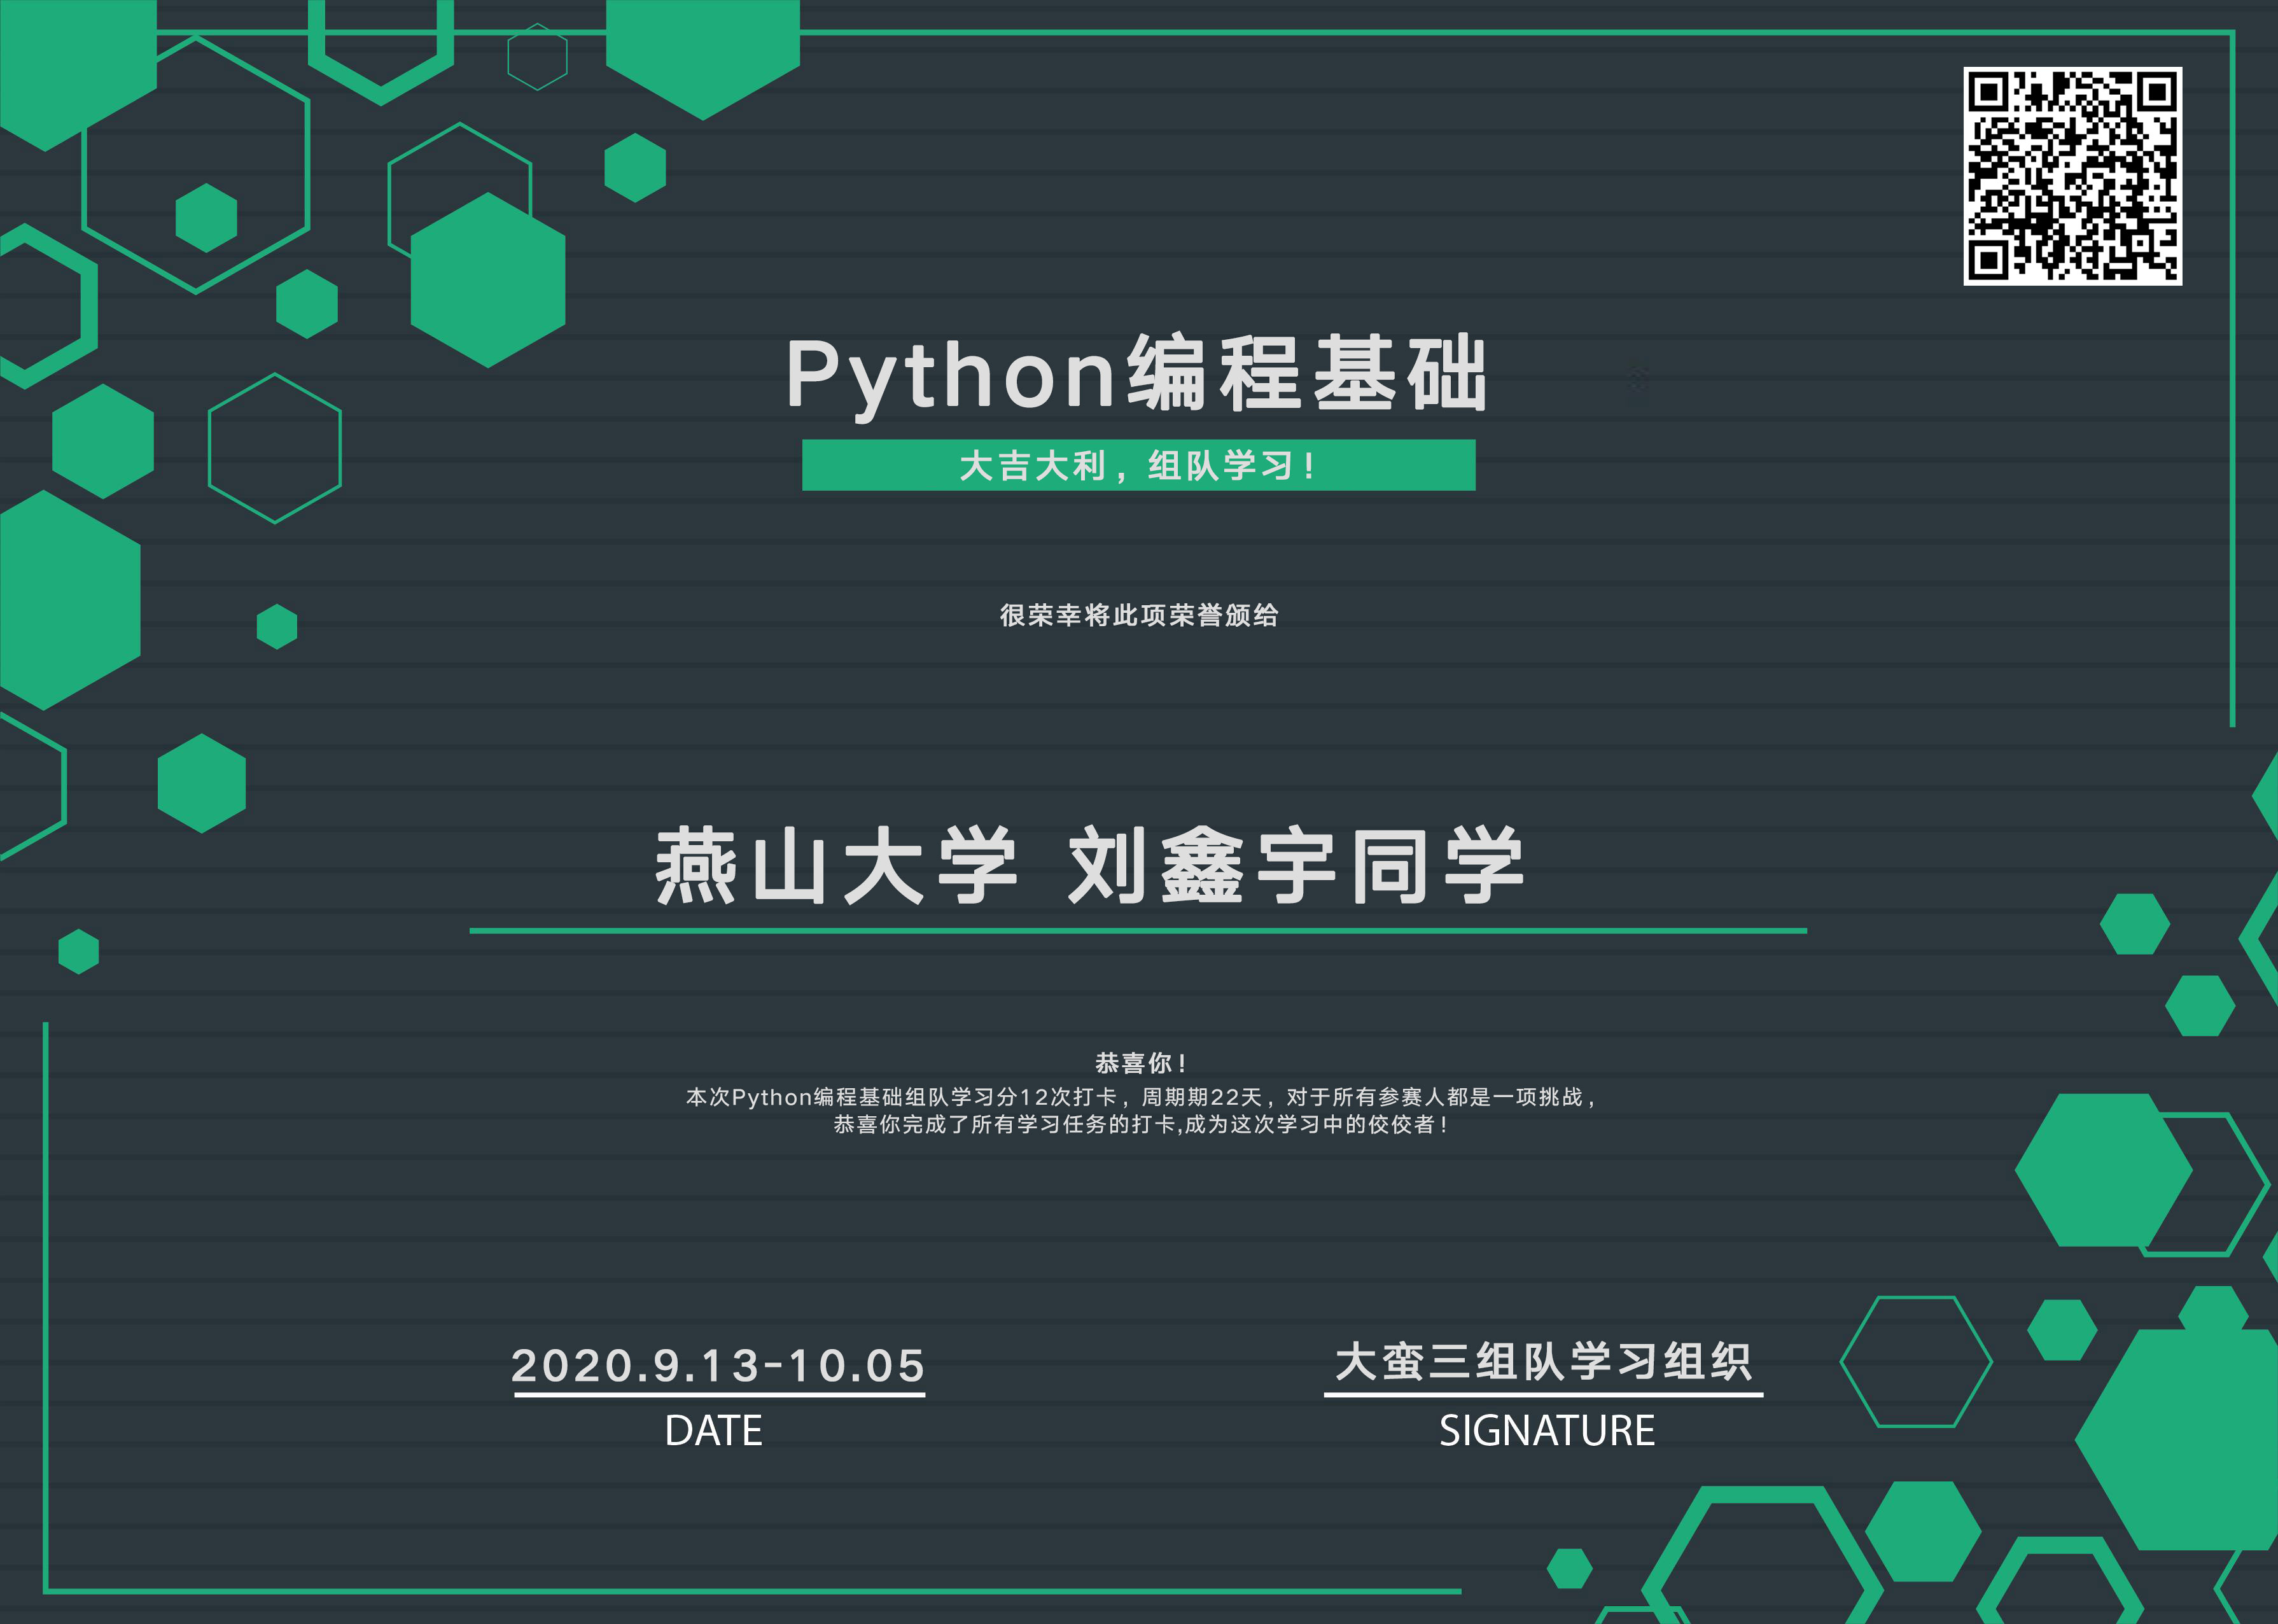 Python编程基础
大吉大利，组队学习！
很荣幸将此项荣誉颁给
燕山大学 刘鑫宇同学
恭喜你！
本次Python编程基础组队学习分12次打卡，周期期22天，对于所有参赛人都是一项挑战，
恭喜你完成了所有学习任务的打卡,成为这次学习中的佼佼者！
2020.9.13-10.05
DATE
大蛮三组队学习组织
SIGNATURE